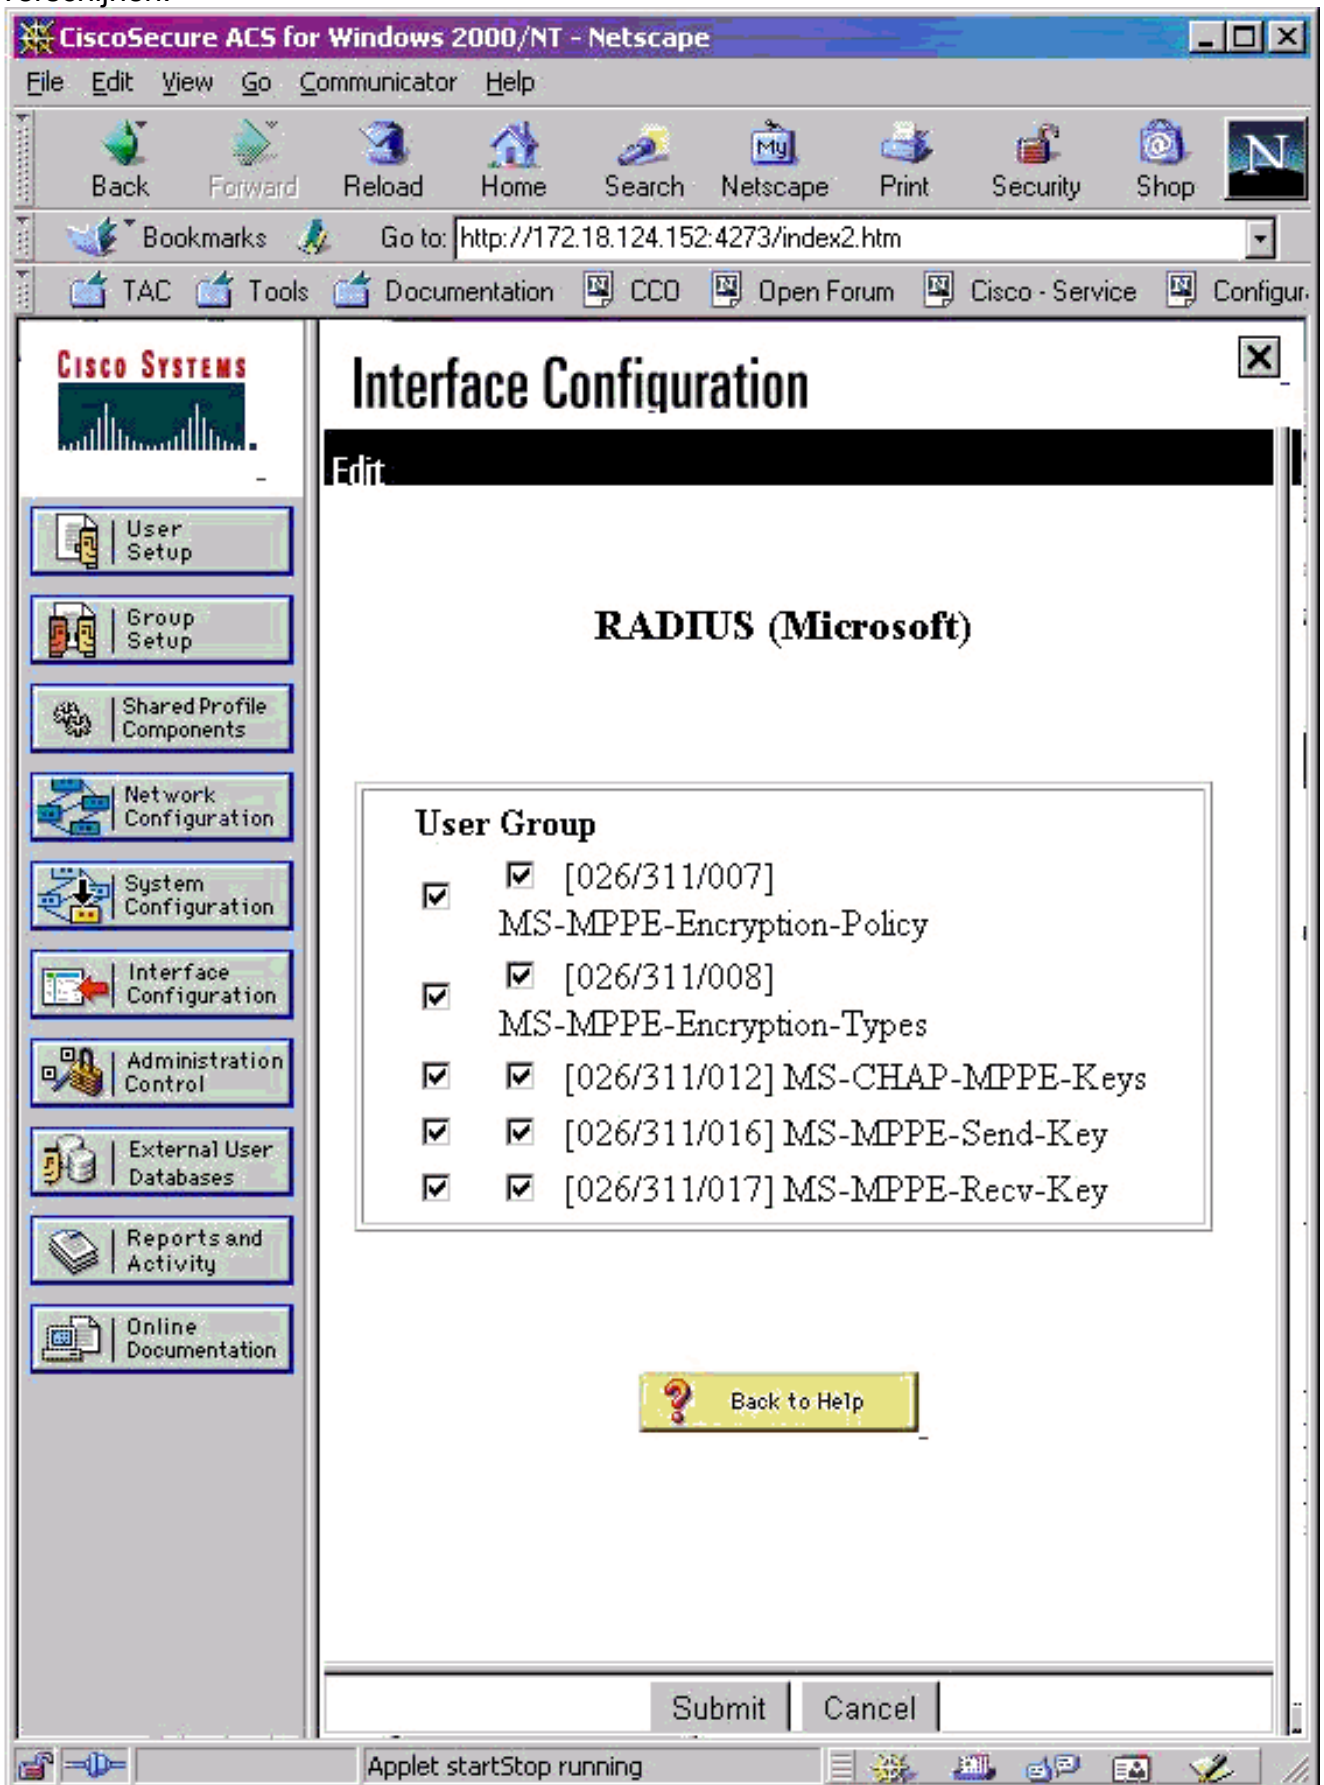 verschijnen.
CiscoSecure ACS for Windows 2000/NT - Netscape
File Edit View Go Communicator Help
Back Forward Reload Home Search Netscape Print Security Shop
My
N
Bookmarks Go to: http://172.18.124.152:4273/index2.htm
TAC Tools Documentation CCO Open Forum Cisco - Service Configur
CISCO SYSTEMS
Interface Configuration
Edit
User
Setup
Group
Setup
Shared Profile
Components
Network
Configuration
System
Configuration
Interface
Configuration
Administration
Control
External User
Databases
Reports and
Activity
Online
Documentation
RADIUS (Microsoft)
User Group
[026/311/007]
MS-MPPE-Encryption-Policy
[026/311/008]
MS-MPPE-Encryption-Types
[026/311/012] MS-CHAP-MPPE-Keys
[026/311/016] MS-MPPE-Send-Key
[026/311/017] MS-MPPE-Recv-Key
? Back to Help
Submit Cancel
Applet startStop running